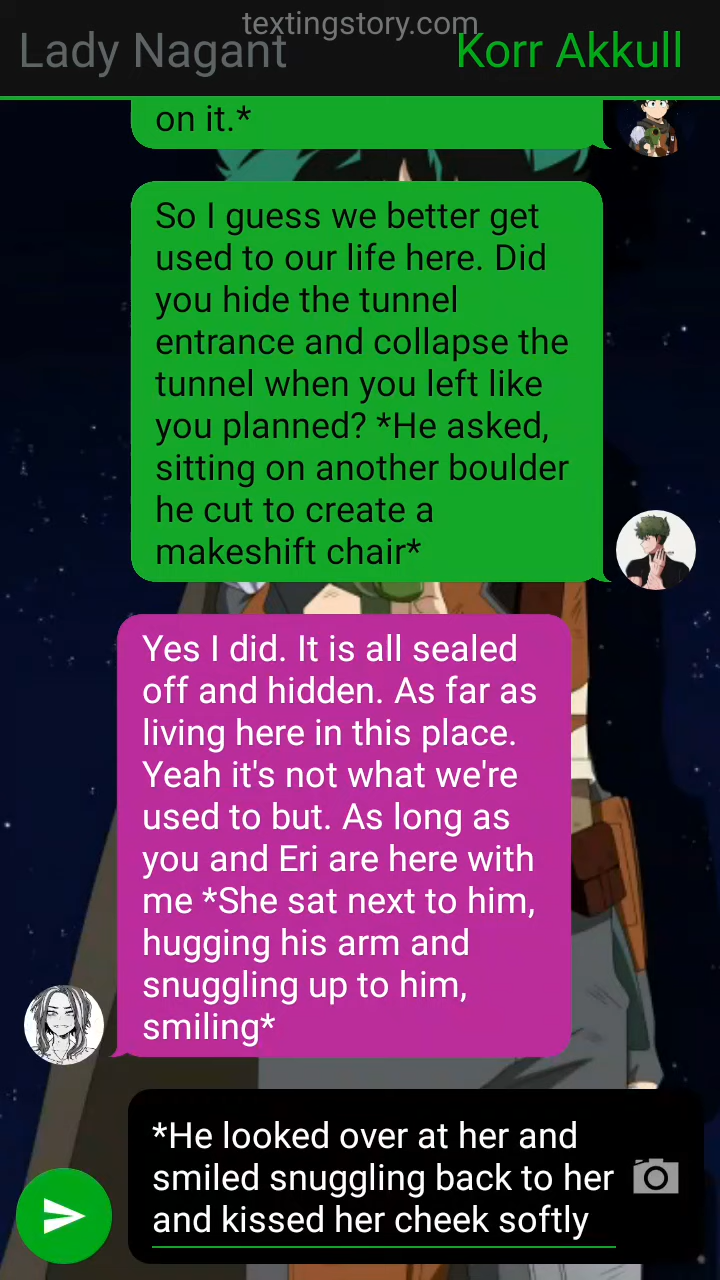 textingstory.com
Lady Nagant
Korr Akkull
on it.*
So I guess we better get
used to our life here. Did
you hide the tunnel
entrance and collapse the
tunnel when you left like
you planned? *He asked,
sitting on another boulder
he cut to create a
makeshift chair*
Yes I did. It is all sealed
off and hidden. As far as
living here in this place.
Yeah it's not what we're
used to but. As long as
you and Eri are here with
me *She sat next to him,
hugging his arm and
snuggling up to him,
smiling*
*He looked over at her and
smiled snuggling back to her
and kissed her cheek softly